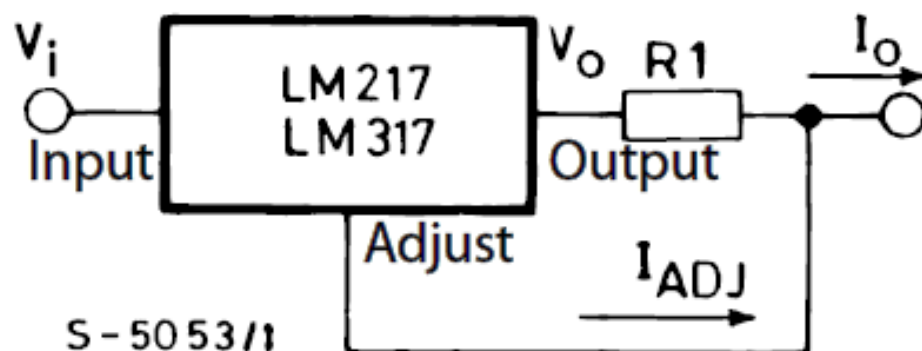 Vi
LM217
LM317
Vo
R1
Io
Input
Output
Adjust
IADJ
S-5053/1